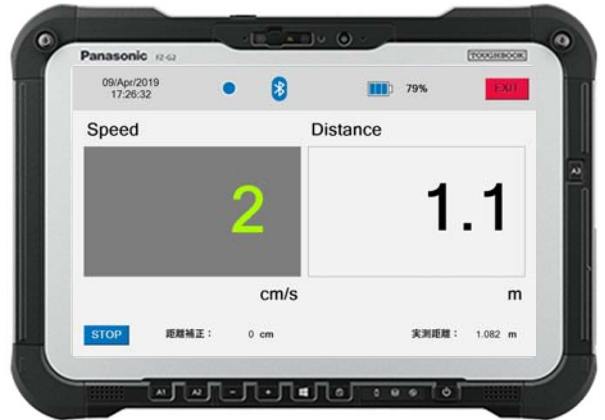 Panasonic FZ-G2
TOUGHBOOK
09/Apr/2019
17:26:32
79%
EXIT
Speed
Distance
2
1.1
cm/s
m
STOP
距離補正： 0 cm
実測距離： 1.082 m
A3
A1 A2 - +